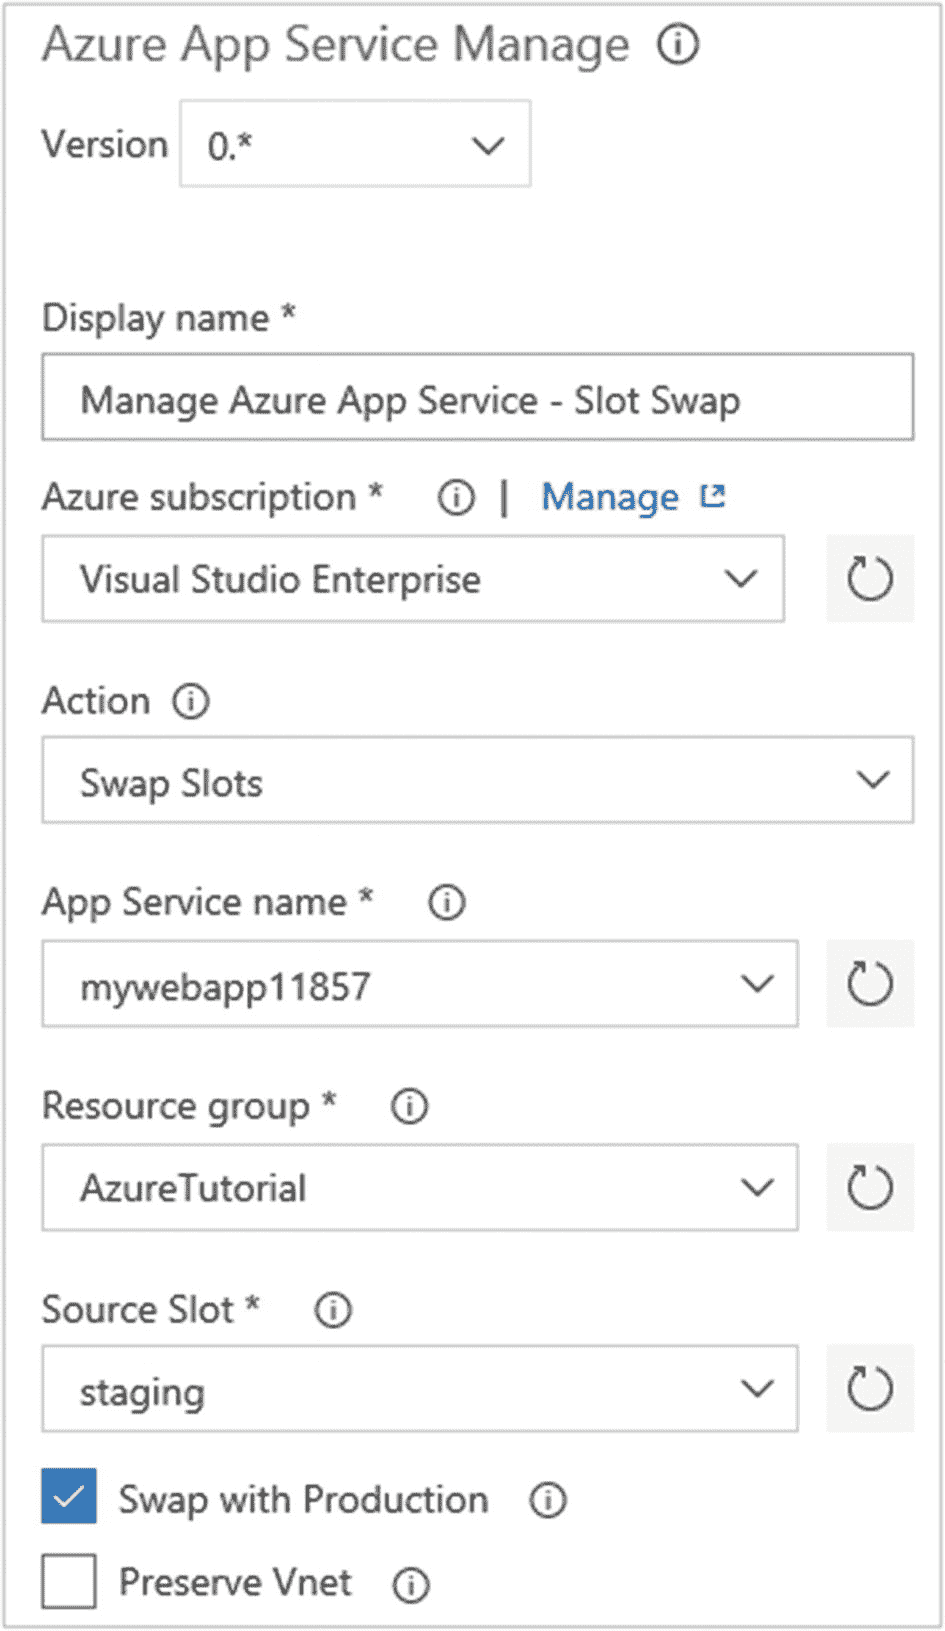 Azure App Service Manage
Version 0.*
Display name *
Manage Azure App Service - Slot Swap
Azure subscription * | Manage
Visual Studio Enterprise
Action
Swap Slots
App Service name *
mywebapp11857
Resource group *
AzureTutorial
Source Slot *
staging
Swap with Production
Preserve Vnet